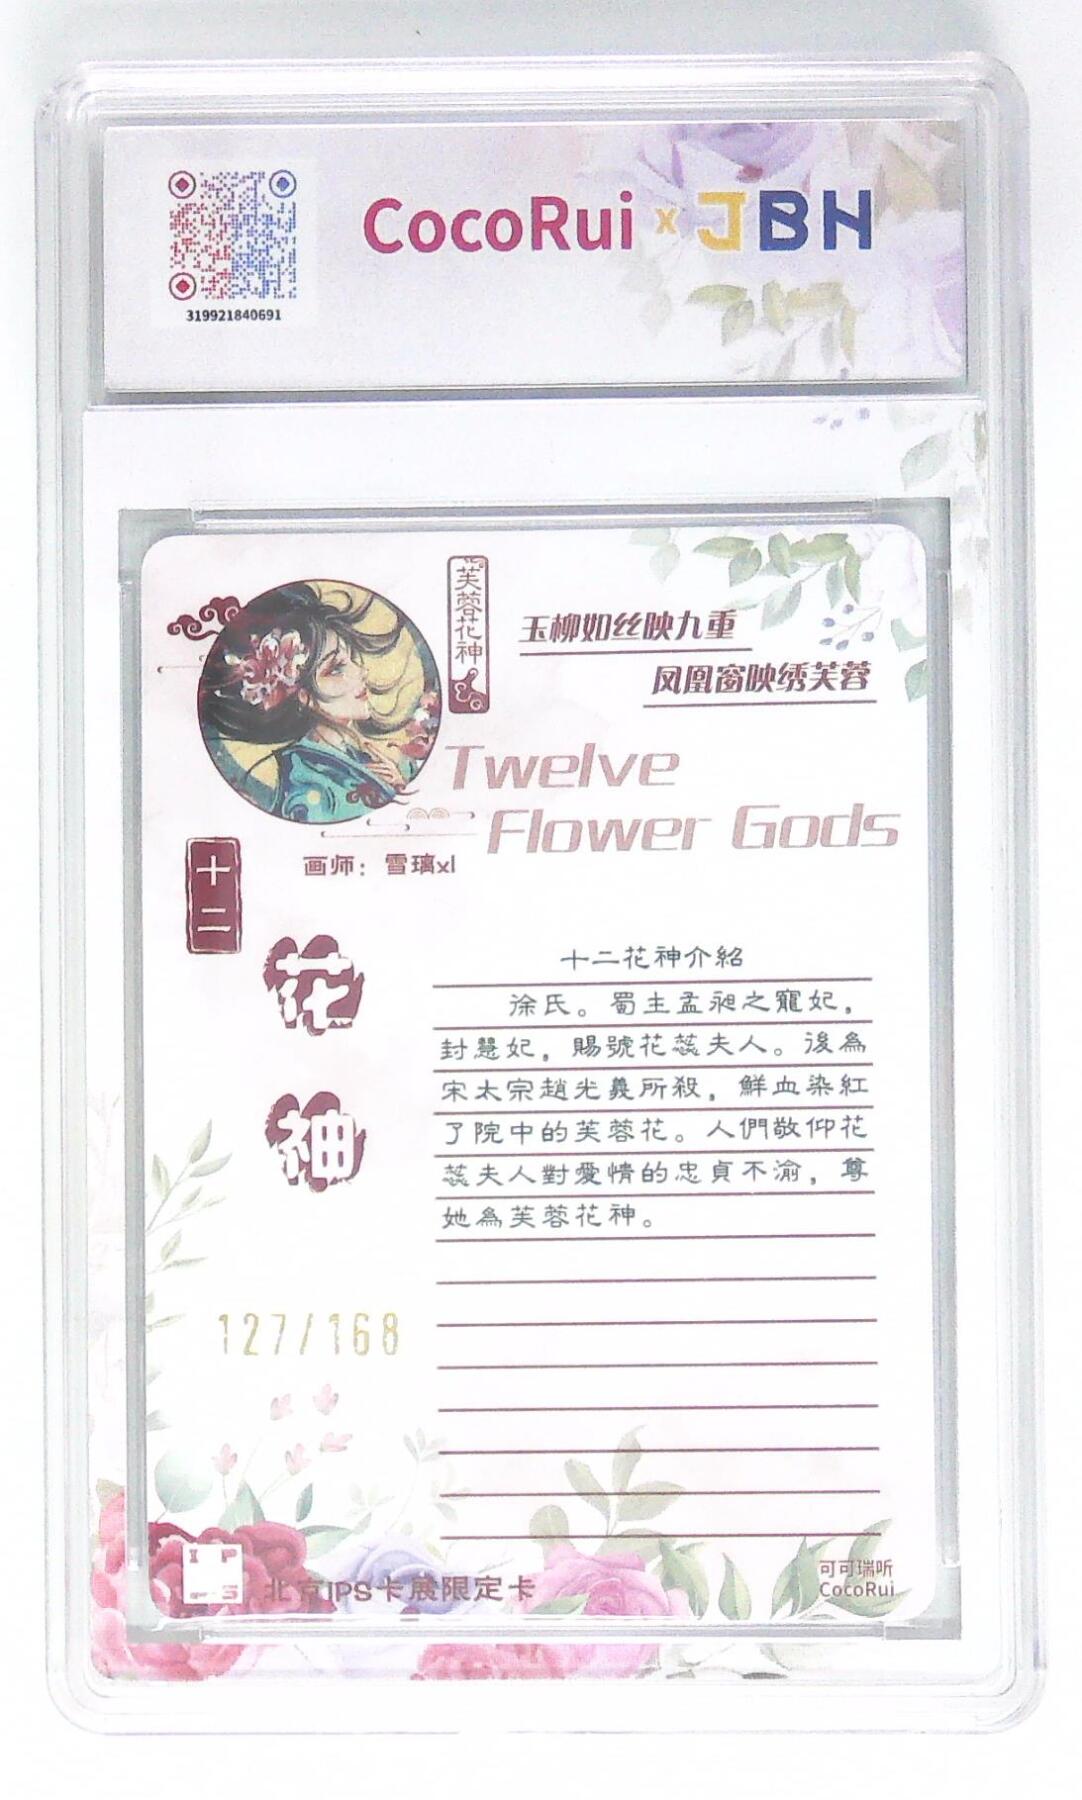 CocoRui x JBH
319921840691
芙蓉花神
玉柳如丝映九重
凤凰窗映绣芙蓉
Twelve
Flower Gods
画师：雪璃xl
十二
花
神
十二花神介紹
徐氏。蜀主孟昶之寵妃，
封慧妃，賜號花蕊夫人。後為
宋太宗趙光義所殺，鮮血染紅
了院中的芙蓉花。人們敬仰花
蕊夫人對愛情的忠貞不渝，尊
她為芙蓉花神。
127/168
IPS
北京IPS卡展限定卡
可可瑞听
CocoRui